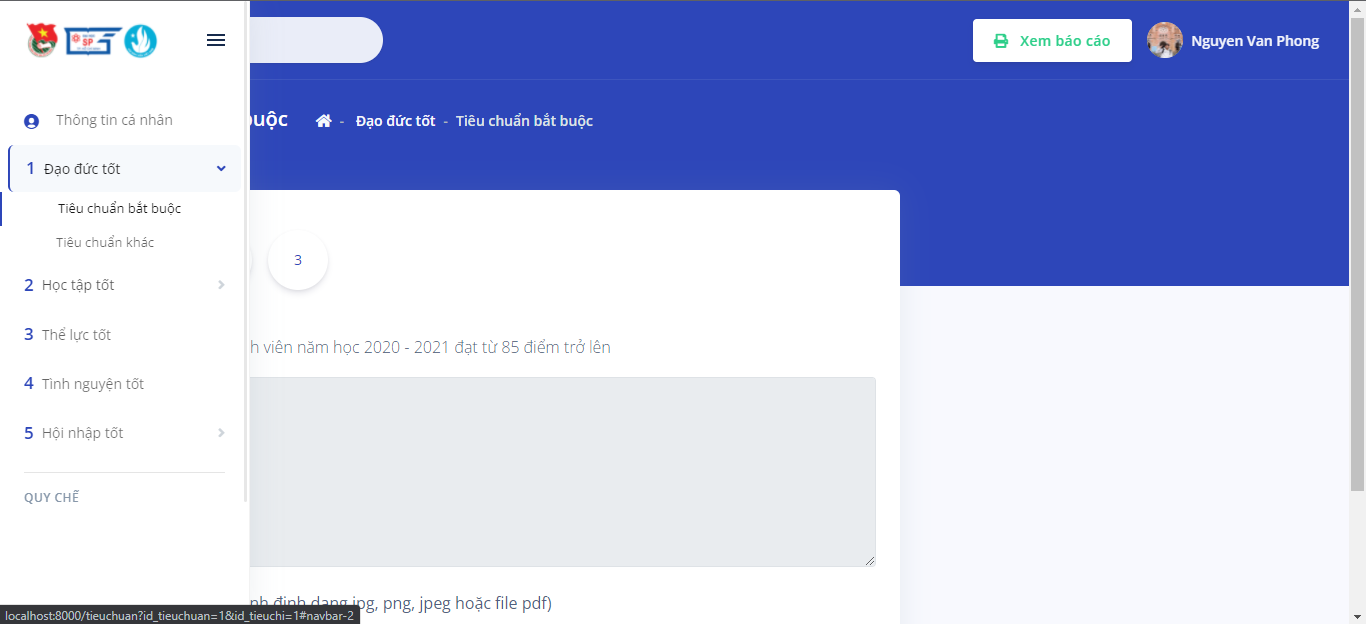 SP
Xem báo cáo
Nguyen Van Phong
Thông tin cá nhân
buộc
- Đạo đức tốt - Tiêu chuẩn bắt buộc
1 Đạo đức tốt
Tiêu chuẩn bắt buộc
Tiêu chuẩn khác
3
2 Học tập tốt
3 Thể lực tốt
h viên năm học 2020 - 2021 đạt từ 85 điểm trở lên
4 Tình nguyện tốt
5 Hội nhập tốt
QUY CHẾ
nh định dạng jpg, png, jpeg hoặc file pdf)
localhost:8000/tieuchuan?id_tieuchuan=1&id_tieuchi=1#navbar-2